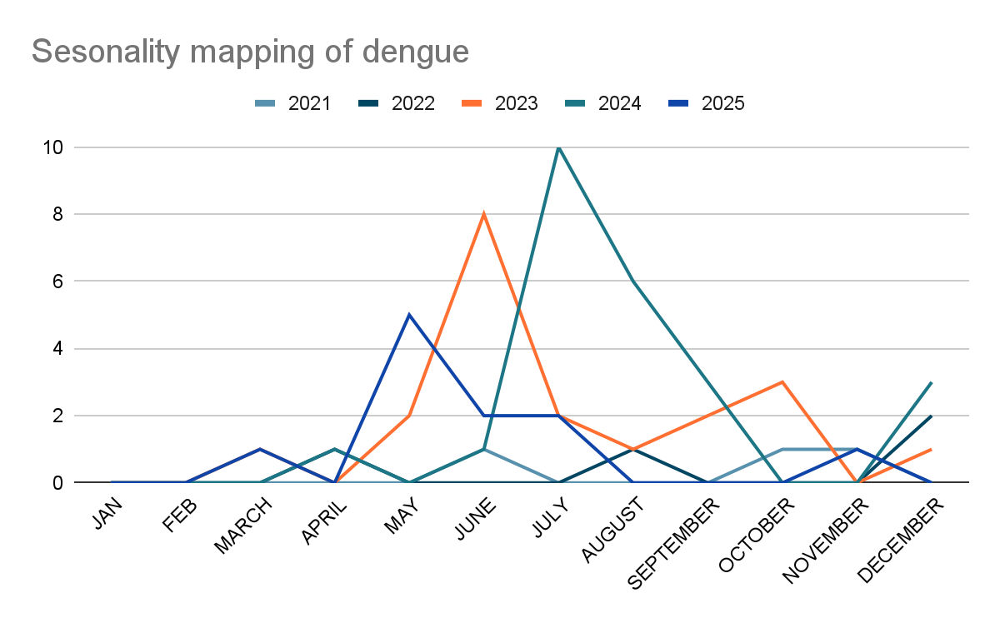 Sesonality mapping of dengue
2021 2022 2023 2024 2025
10
8
6
4
2
0
JAN FEB MARCH APRIL MAY JUNE JULY AUGUST SEPTEMBER OCTOBER NOVEMBER DECEMBER